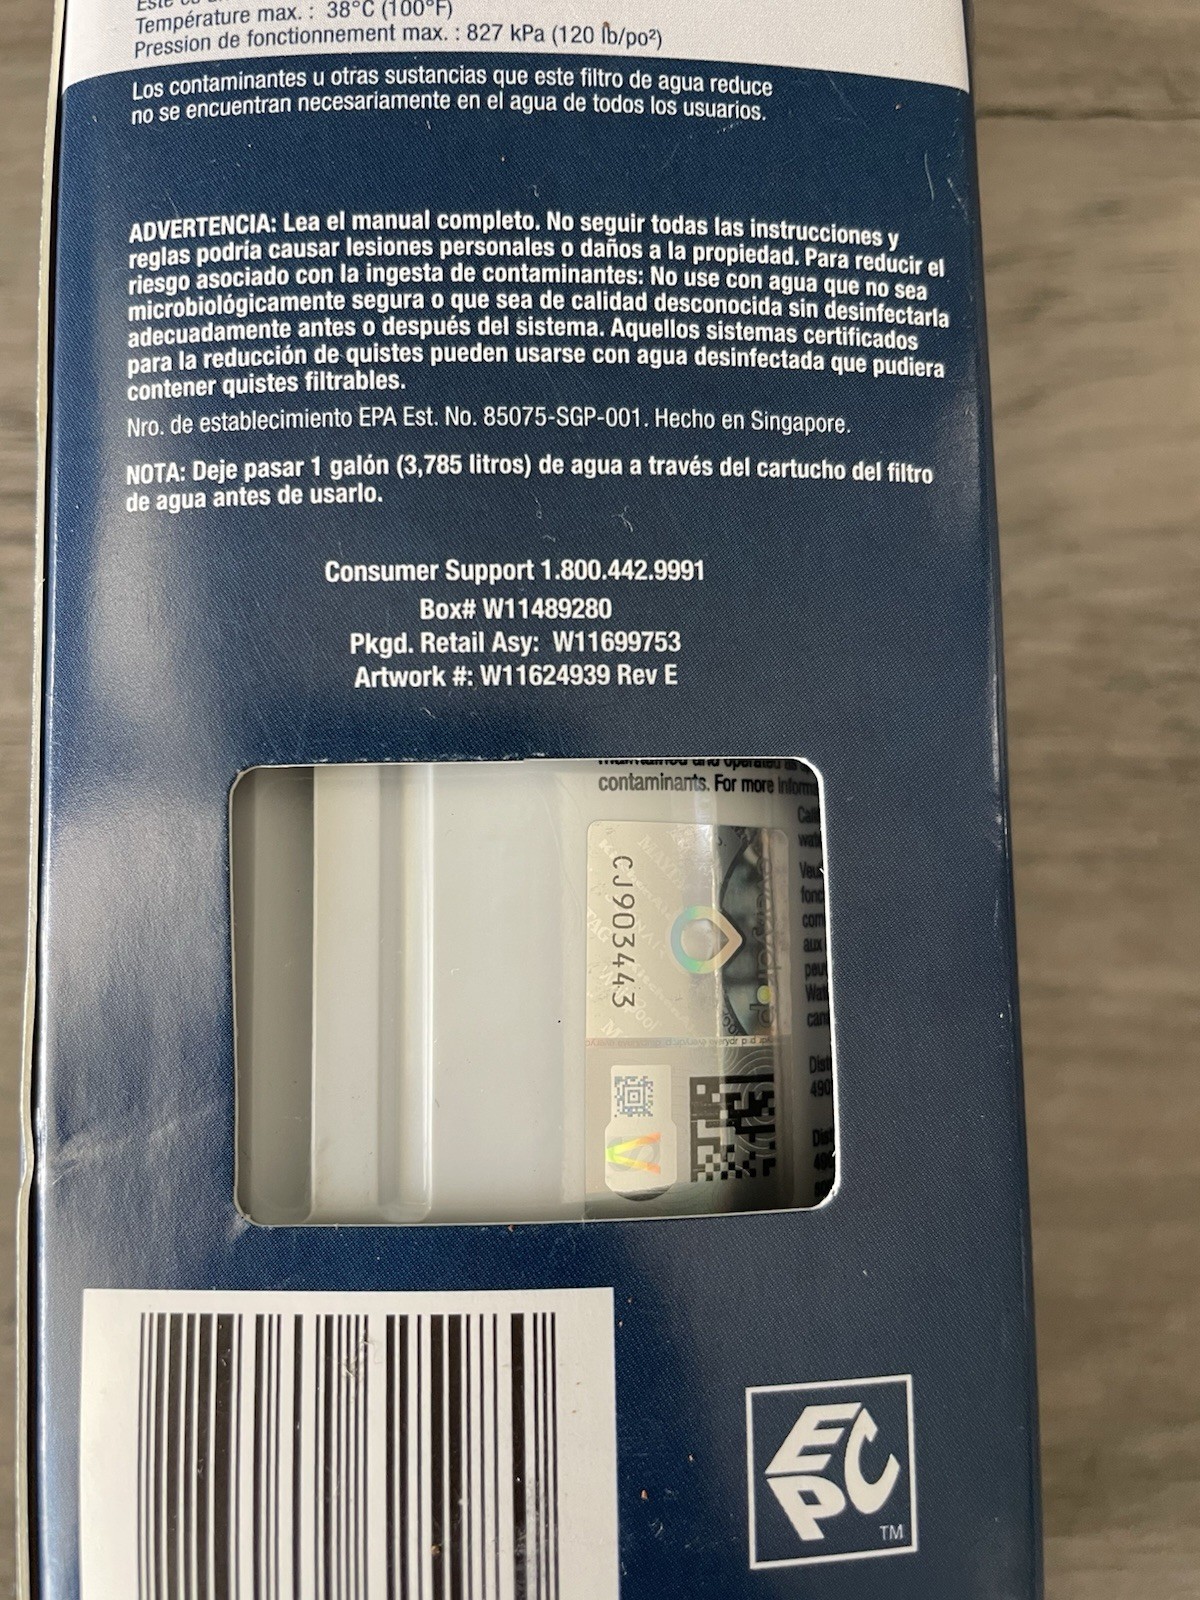 Température max. : 38°C (100°F)
Pression de fonctionnement max. : 827 kPa (120 lb/po²)
Los contaminantes u otras sustancias que este filtro de agua reduce
no se encuentran necesariamente en el agua de todos los usuarios.
ADVERTENCIA: Lea el manual completo. No seguir todas las instrucciones y
reglas podría causar lesiones personales o daños a la propiedad. Para reducir el
riesgo asociado con la ingesta de contaminantes: No use con agua que no sea
microbiológicamente segura o que sea de calidad desconocida sin desinfectarla
adecuadamente antes o después del sistema. Aquellos sistemas certificados
para la reducción de quistes pueden usarse con agua desinfectada que pudiera
contener quistes filtrables.
Nro. de establecimiento EPA Est. No. 85075-SGP-001. Hecho en Singapore.
NOTA: Deje pasar 1 galón (3,785 litros) de agua a través del cartucho del filtro
de agua antes de usarlo.
Consumer Support 1.800.442.9991
Box# W11489280
Pkgd. Retail Asy: W11699753
Artwork #: W11624939 Rev E
maintained and operated as
contaminants. For more
CJ903443
ECPC
TM